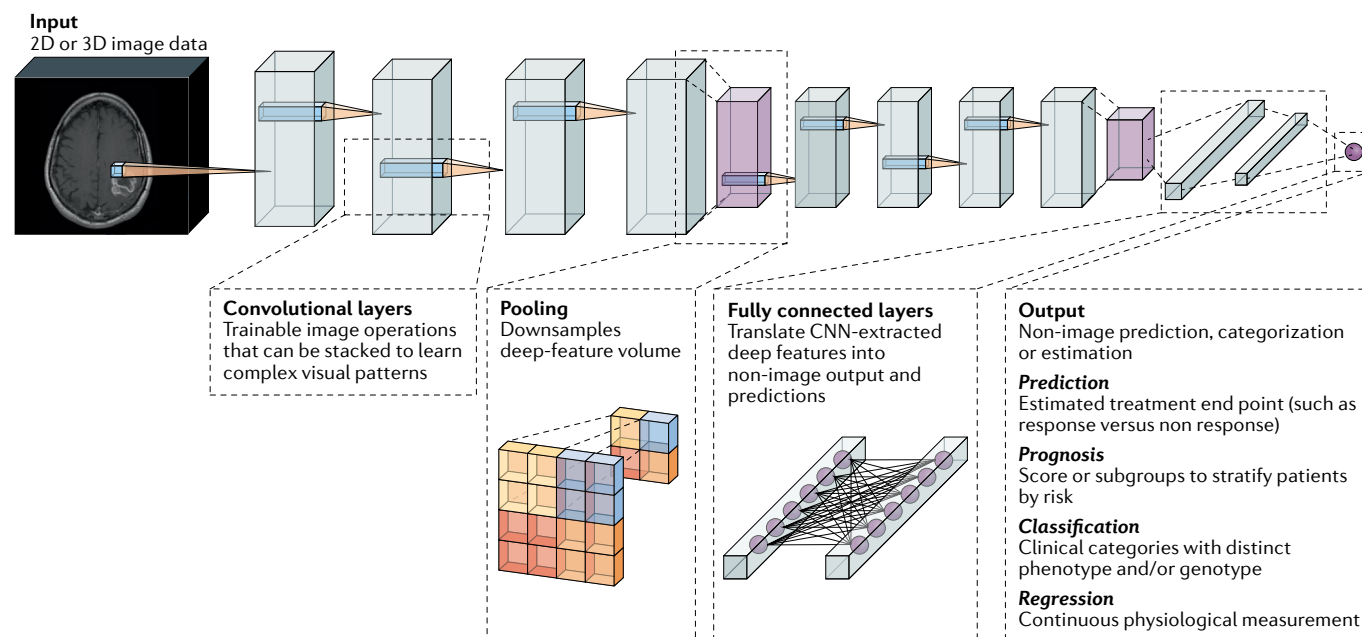 Input
2D or 3D image data
Convolutional layers
Trainable image operations
that can be stacked to learn
complex visual patterns
Pooling
Downsamples
deep-feature volume
Fully connected layers
Translate CNN-extracted
deep features into
non-image output and
predictions
Output
Non-image prediction, categorization
or estimation
Prediction
Estimated treatment end point (such as
response versus non response)
Prognosis
Score or subgroups to stratify patients
by risk
Classification
Clinical categories with distinct
phenotype and/or genotype
Regression
Continuous physiological measurement